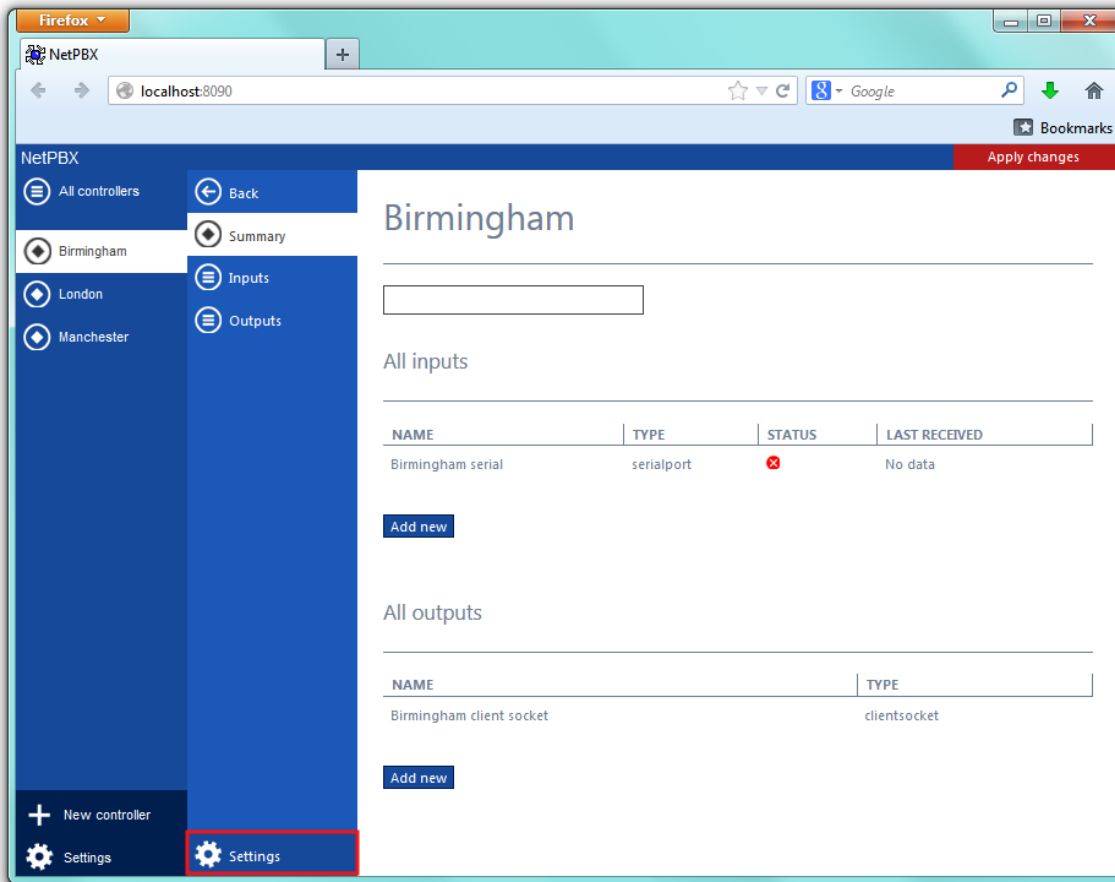 Firefox
NetPBX
localhost:8090
Google
Bookmarks
NetPBX
Apply changes
All controllers
Birmingham
London
Manchester
New controller
Settings
Back
Summary
Inputs
Outputs
Settings
Birmingham
All inputs
NAME TYPE STATUS LAST RECEIVED
Birmingham serial serialport No data
Add new
All outputs
NAME TYPE
Birmingham client socket clientsocket
Add new